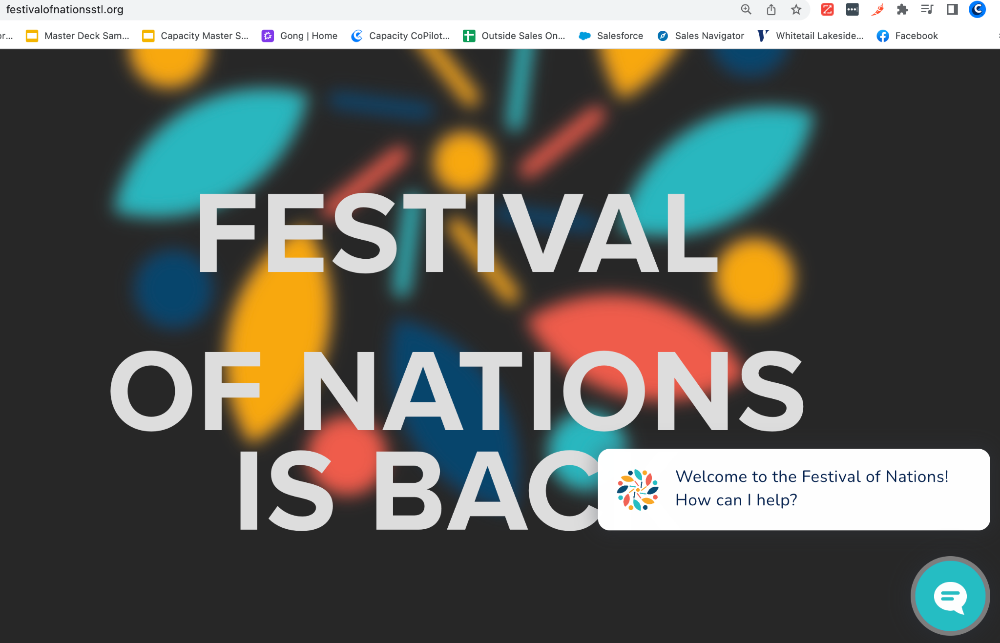 festivalofnationsstl.org
or... Master Deck Sam... Capacity Master S... Gong | Home Capacity CoPilot... Outside Sales On... Salesforce Sales Navigator Whitetail Lakeside... Facebook
FESTIVAL
OF NATIONS
IS BAC
Welcome to the Festival of Nations!
How can I help?